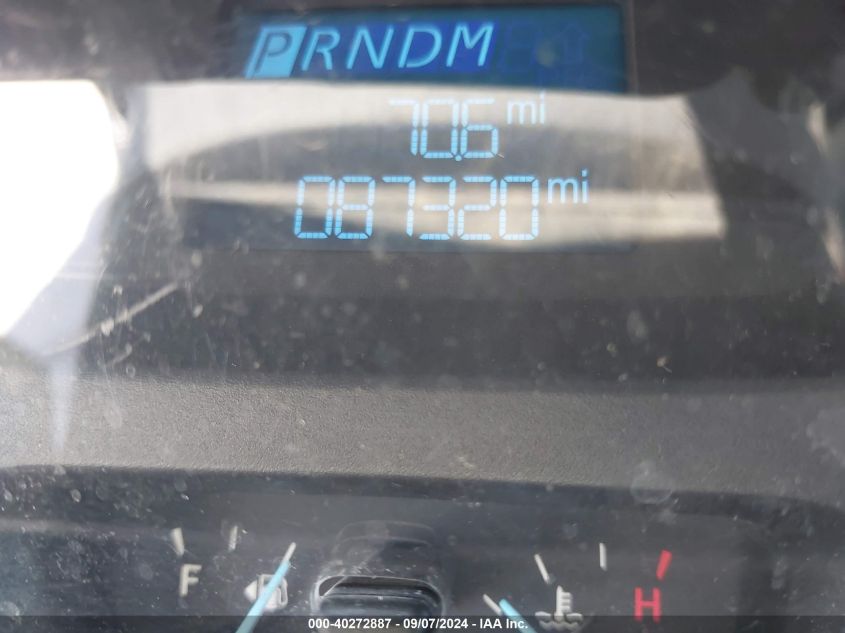 PRNDM
70.6 mi
087320 mi
F
H
000-40272887 - 09/07/2024 - IAA Inc.